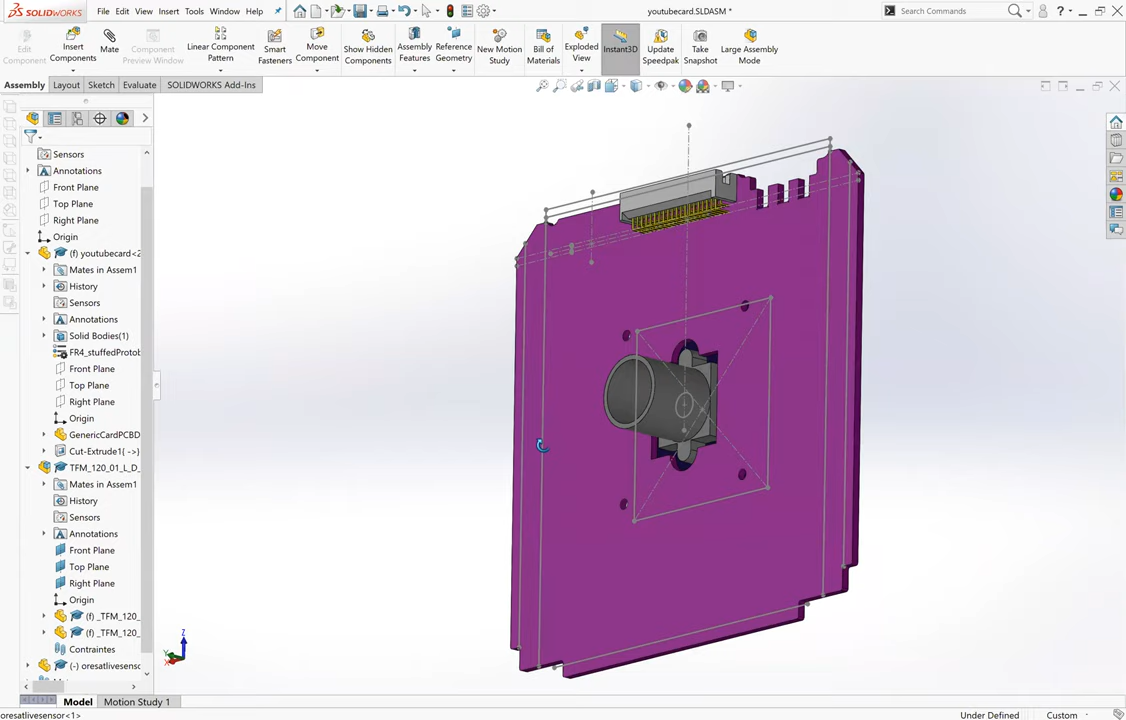 SOLIDWORKS File Edit View Insert Tools Window Help youtubecard.SLDASM * Search Commands
Edit Component
Insert Components
Mate
Component Preview Window
Linear Component Pattern
Smart Fasteners
Move Component
Show Hidden Components
Assembly Features
Reference Geometry
New Motion Study
Bill of Materials
Exploded View
Instant3D
Update Speedpak
Take Snapshot
Large Assembly Mode
Assembly Layout Sketch Evaluate SOLIDWORKS Add-Ins
Sensors
Annotations
Front Plane
Top Plane
Right Plane
Origin
(f) youtubecard<2
Mates in Assem1
History
Sensors
Annotations
Solid Bodies(1)
FR4_stuffedProtob
Front Plane
Top Plane
Right Plane
Origin
GenericCardPCBD
Cut-Extrude1( ->)
TFM_120_01_L_D_
Mates in Assem1
History
Sensors
Annotations
Front Plane
Top Plane
Right Plane
Origin
(f) _TFM_120_
(f) _TFM_120_
Contraintes
(-) oresatlivesenso
Z
Y
X
Model Motion Study 1
oresatlivesensor<1> Under Defined Custom